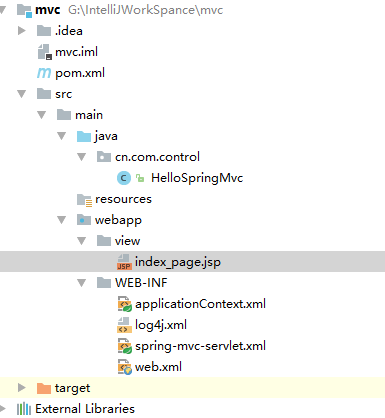 mvc G:\IntelliJWorkSpance\mvc
.idea
mvc.iml
pom.xml
src
main
java
cn.com.control
HelloSpringMvc
resources
webapp
view
index_page.jsp
WEB-INF
applicationContext.xml
log4j.xml
spring-mvc-servlet.xml
web.xml
target
External Libraries